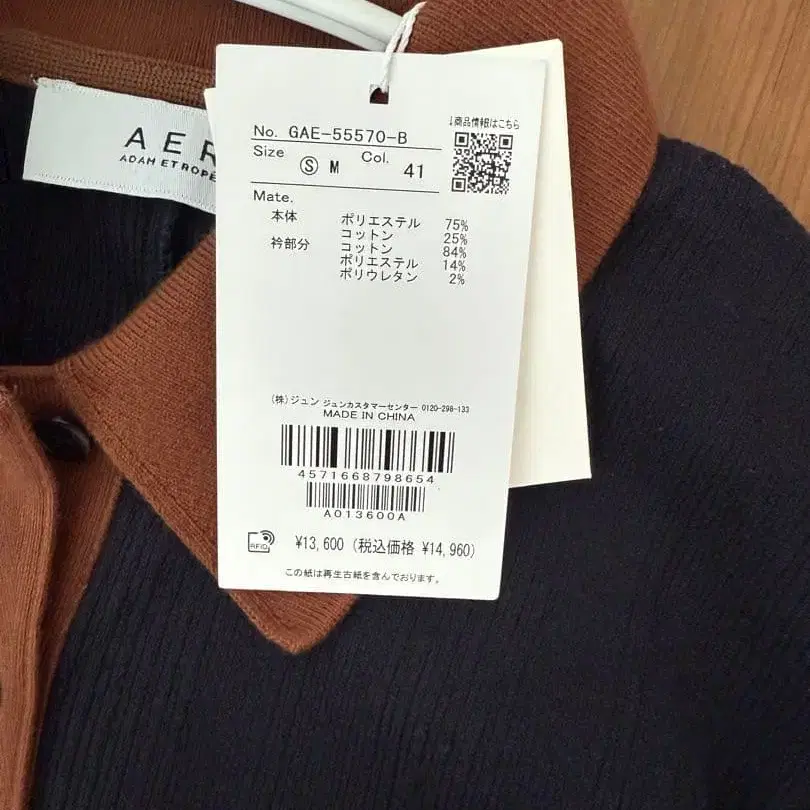 AER
ADAM ET ROPÉ
No. GAE-55570-B
↓商品情報はこちら
Size Ⓢ M Col. 41
Mate.
本体 ポリエステル 75%
コットン 25%
衿部分 コットン 84%
ポリエステル 14%
ポリウレタン 2%
(株)ジュン ジュンカスタマーセンター 0120-298-133
MADE IN CHINA
4571668798654
A013600A
RFID ¥13,600 (税込価格 ¥14,960)
この紙は再生古紙を含んでおります。